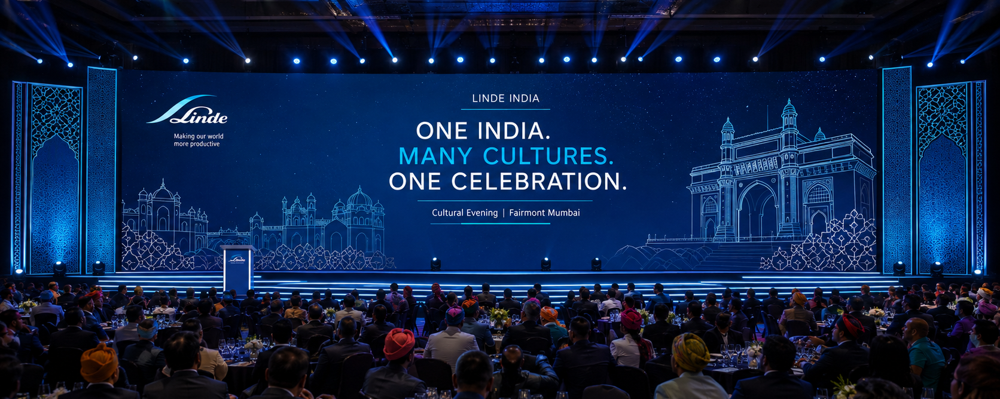 Linde
Making our world
more productive
LINDE INDIA
ONE INDIA.
MANY CULTURES.
ONE CELEBRATION.
Cultural Evening | Fairmont Mumbai
Linde